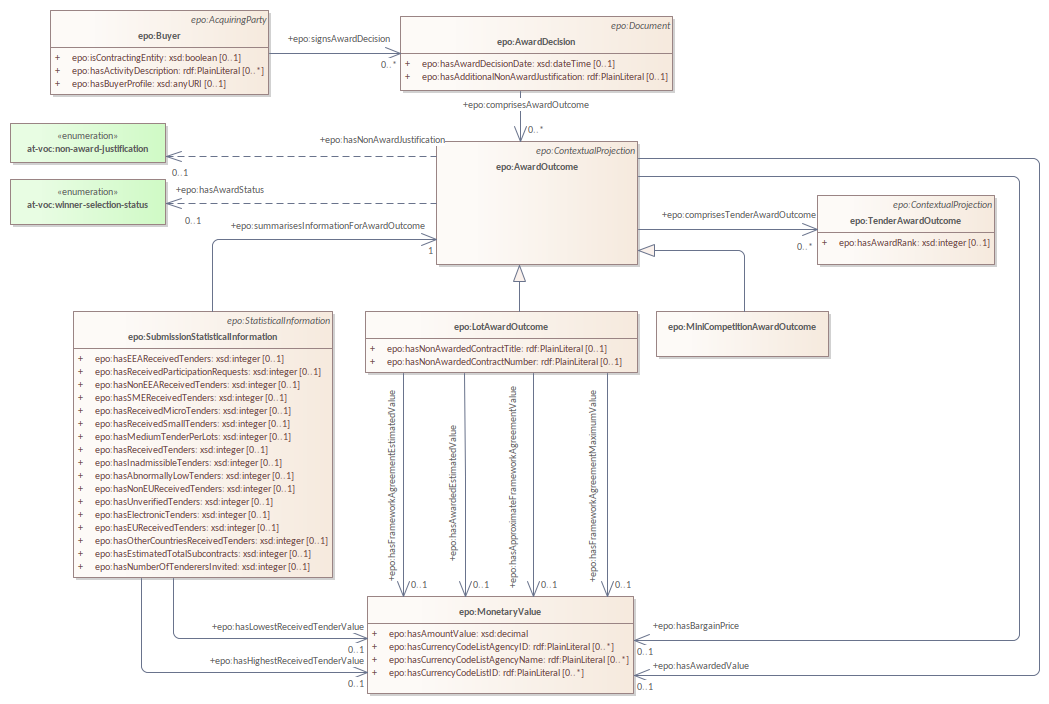 epo:AcquiringParty
epo:Buyer
+ epo:isContractingEntity: xsd:boolean [0..1]
+ epo:hasActivityDescription: rdf:PlainLiteral [0..*]
+ epo:hasBuyerProfile: xsd:anyURI [0..1]
+epo:signsAwardDecision
0..*
epo:Document
epo:AwardDecision
+ epo:hasAwardDecisionDate: xsd:dateTime [0..1]
+ epo:hasAdditionalNonAwardJustification: rdf:PlainLiteral [0..1]
+epo:comprisesAwardOutcome
0..*
«enumeration»
at-voc:non-award-justification
+epo:hasNonAwardJustification
0..1
«enumeration»
at-voc:winner-selection-status
+epo:hasAwardStatus
0..1
epo:ContextualProjection
epo:AwardOutcome
+epo:summarisesInformationForAwardOutcome
1
+epo:comprisesTenderAwardOutcome
0..*
epo:ContextualProjection
epo:TenderAwardOutcome
+ epo:hasAwardRank: xsd:integer [0..1]
epo:StatisticalInformation
epo:SubmissionStatisticalInformation
+ epo:hasEEAReceivedTenders: xsd:integer [0..1]
+ epo:hasReceivedParticipationRequests: xsd:integer [0..1]
+ epo:hasNonEEAReceivedTenders: xsd:integer [0..1]
+ epo:hasSMEReceivedTenders: xsd:integer [0..1]
+ epo:hasReceivedMicroTenders: xsd:integer [0..1]
+ epo:hasReceivedSmallTenders: xsd:integer [0..1]
+ epo:hasMediumTenderPerLots: xsd:integer [0..1]
+ epo:hasReceivedTenders: xsd:integer [0..1]
+ epo:hasInadmissibleTenders: xsd:integer [0..1]
+ epo:hasAbnormallyLowTenders: xsd:integer [0..1]
+ epo:hasNonEUReceivedTenders: xsd:integer [0..1]
+ epo:hasUnverifiedTenders: xsd:integer [0..1]
+ epo:hasElectronicTenders: xsd:integer [0..1]
+ epo:hasEUReceivedTenders: xsd:integer [0..1]
+ epo:hasOtherCountriesReceivedTenders: xsd:integer [0..1]
+ epo:hasEstimatedTotalSubcontracts: xsd:integer [0..1]
+ epo:hasNumberOfTenderersInvited: xsd:integer [0..1]
epo:LotAwardOutcome
+ epo:hasNonAwardedContractTitle: rdf:PlainLiteral [0..1]
+ epo:hasNonAwardedContractNumber: rdf:PlainLiteral [0..1]
epo:MiniCompetitionAwardOutcome
+epo:hasFrameworkAgreementEstimatedValue
0..1
+epo:hasAwardedEstimatedValue
0..1
+epo:hasApproximateFrameworkAgreementValue
0..1
+epo:hasFrameworkAgreementMaximumValue
0..1
epo:MonetaryValue
+ epo:hasAmountValue: xsd:decimal
+ epo:hasCurrencyCodeListAgencyID: rdf:PlainLiteral [0..*]
+ epo:hasCurrencyCodeListAgencyName: rdf:PlainLiteral [0..*]
+ epo:hasCurrencyCodeListID: rdf:PlainLiteral [0..*]
+epo:hasLowestReceivedTenderValue
0..1
+epo:hasHighestReceivedTenderValue
0..1
+epo:hasBargainPrice
0..1
+epo:hasAwardedValue
0..1